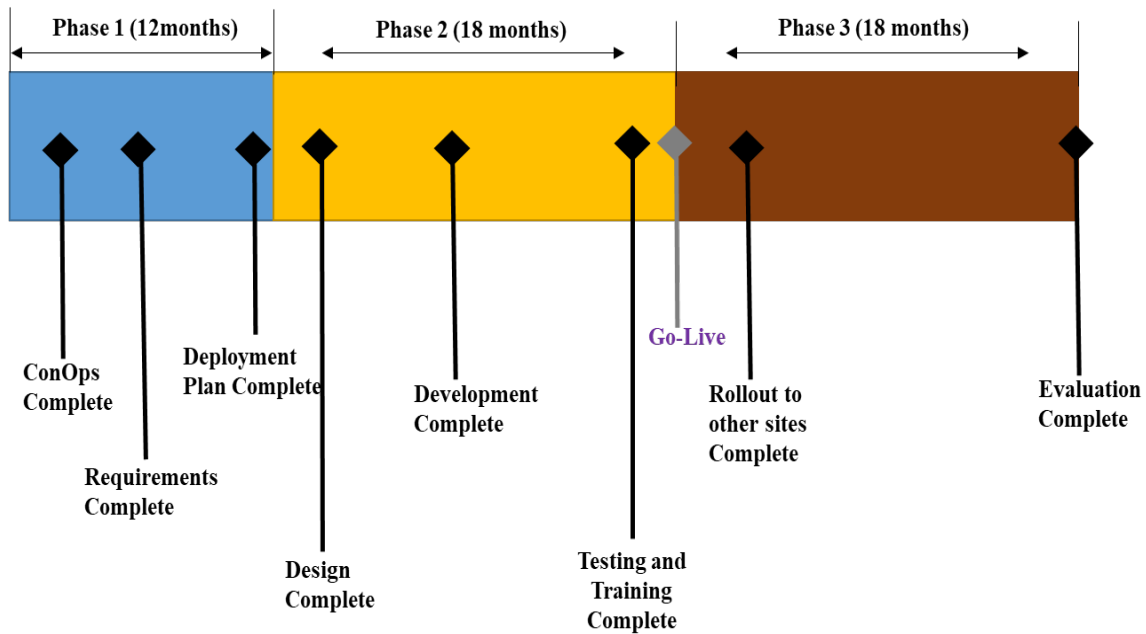 Phase 1 (12months)
Phase 2 (18 months)
Phase 3 (18 months)
ConOps
Complete
Requirements
Complete
Deployment
Plan Complete
Design
Complete
Development
Complete
Testing and
Training
Complete
Go-Live
Rollout to
other sites
Complete
Evaluation
Complete